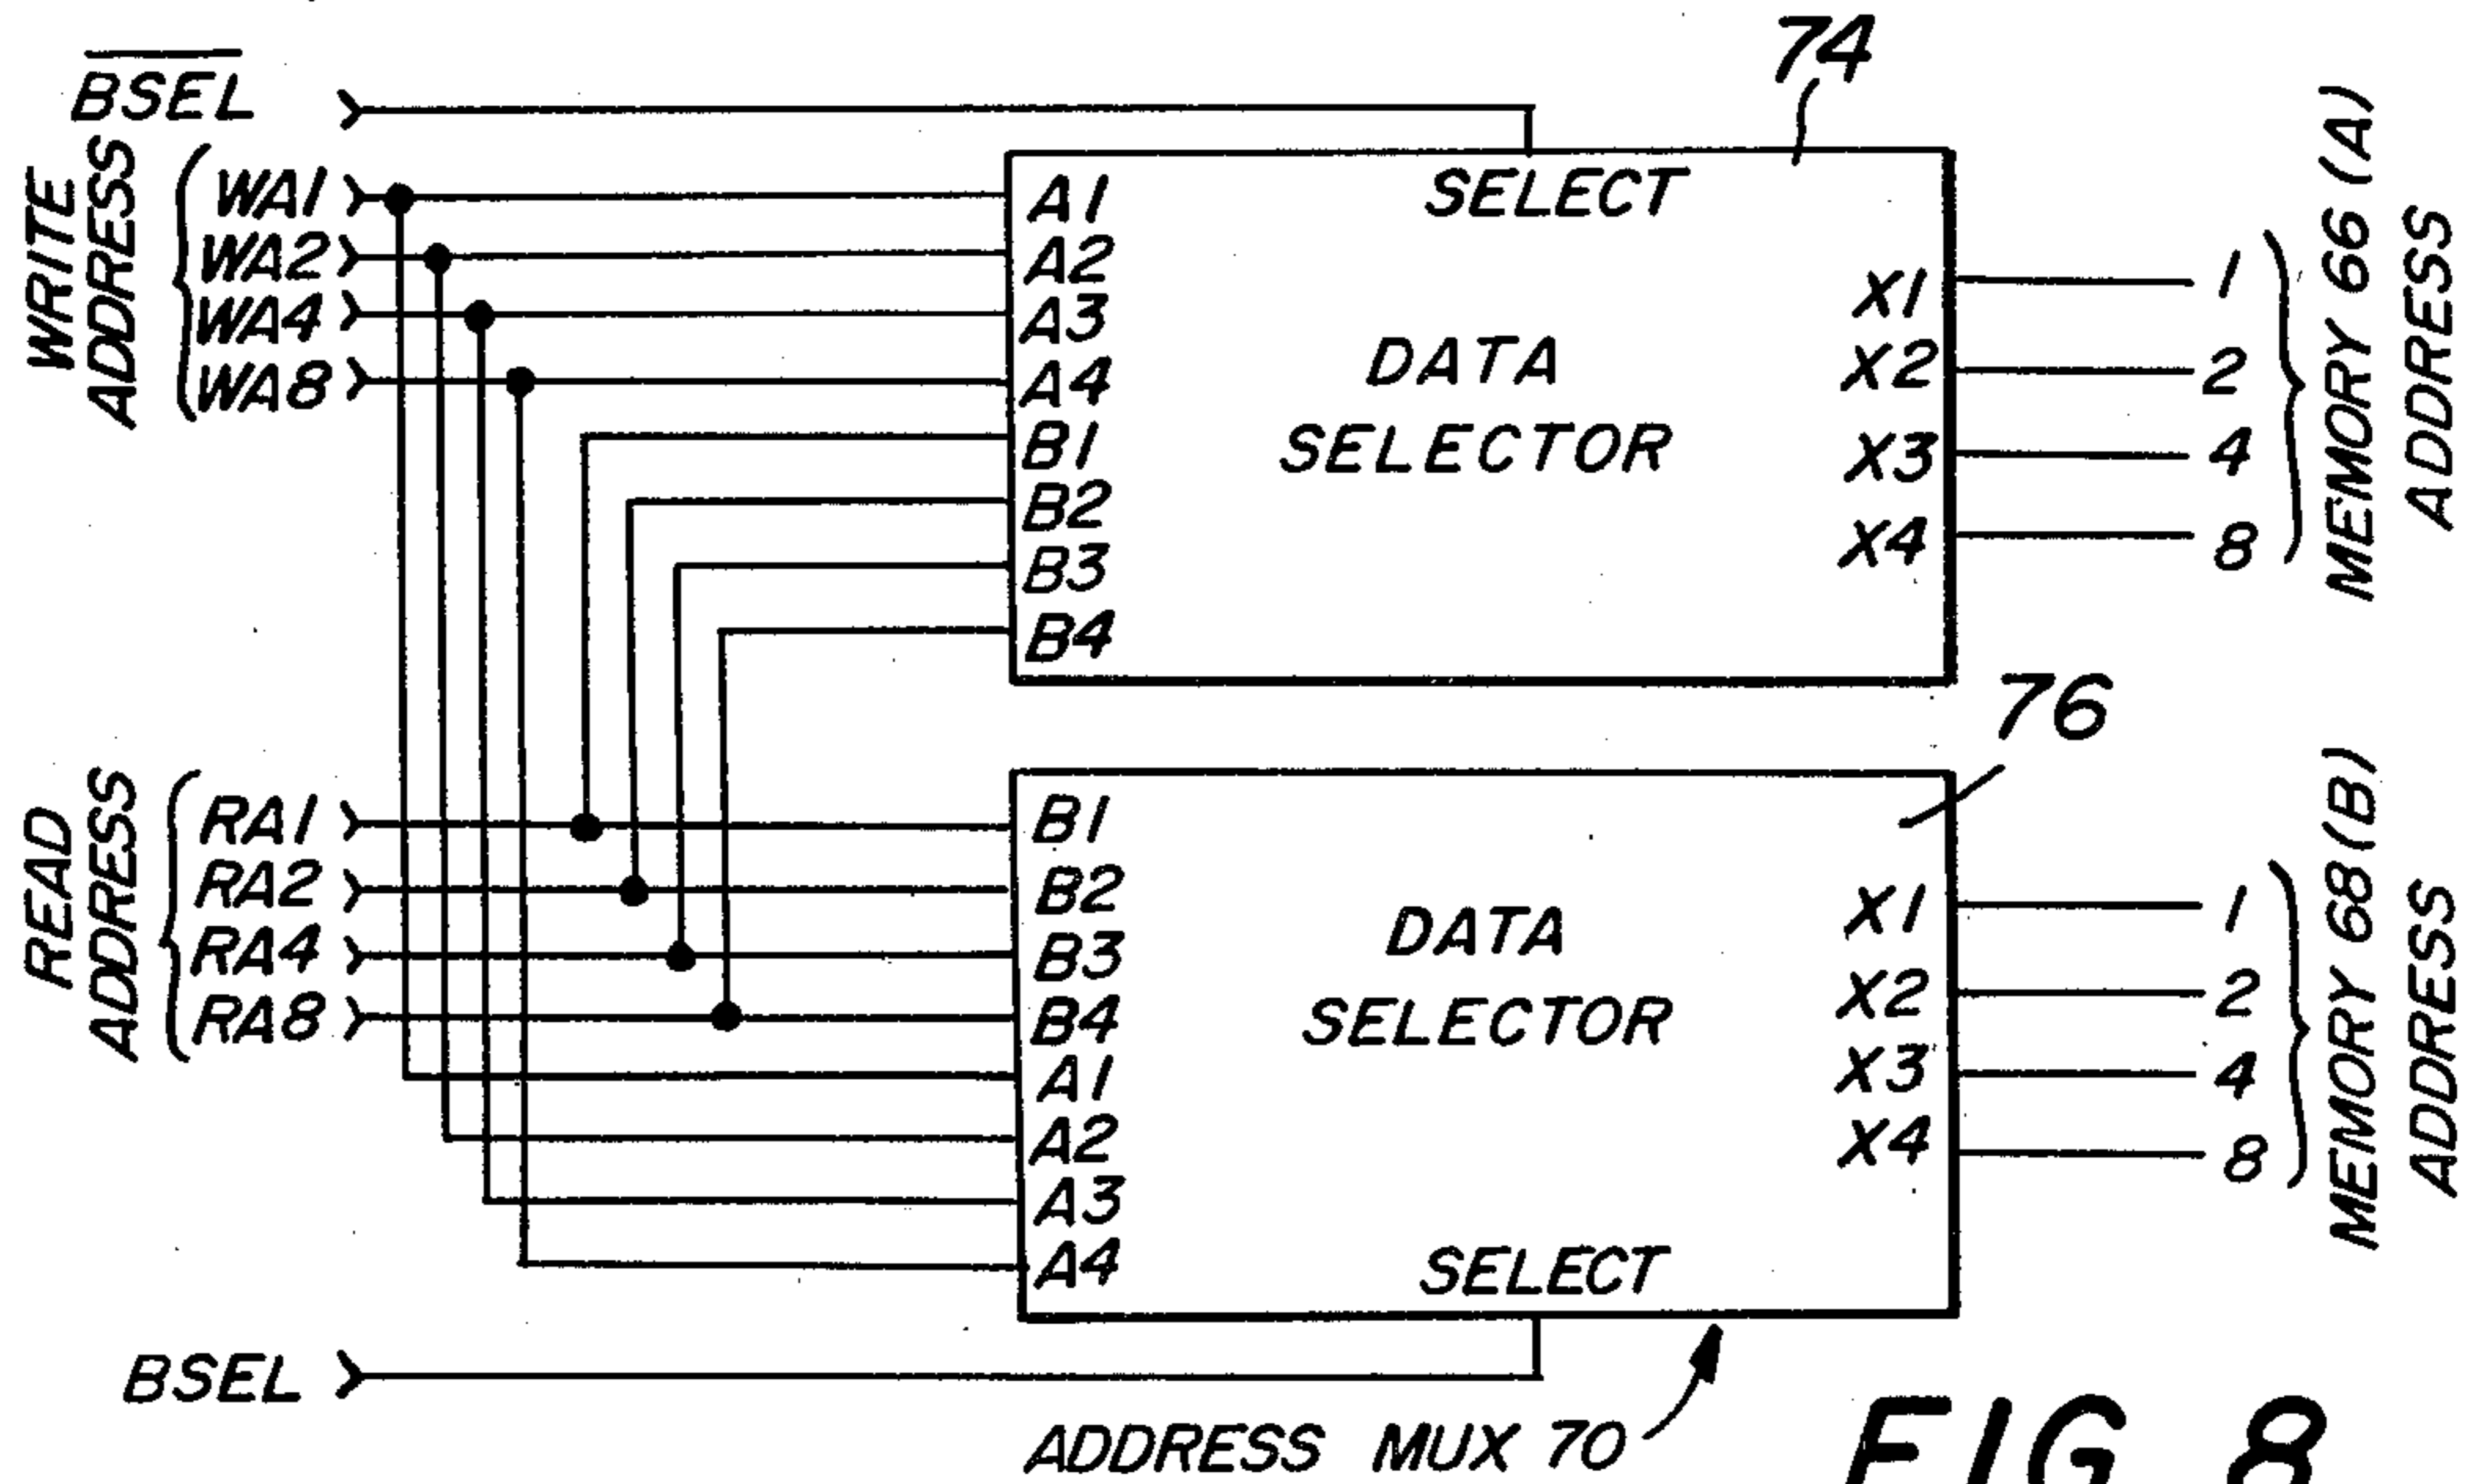 BSEL
74
WRITE
ADDRESS
WA1
WA2
WA4
WA8
A1
A2
A3
A4
B1
B2
B3
B4
SELECT
DATA
SELECTOR
X1
X2
X3
X4
1
2
4
8
MEMORY 66 (A)
ADDRESS
76
READ
ADDRESS
RA1
RA2
RA4
RA8
B1
B2
B3
B4
A1
A2
A3
A4
DATA
SELECTOR
SELECT
X1
X2
X3
X4
1
2
4
8
MEMORY 68 (B)
ADDRESS
BSEL
ADDRESS MUX 70
FIG 8